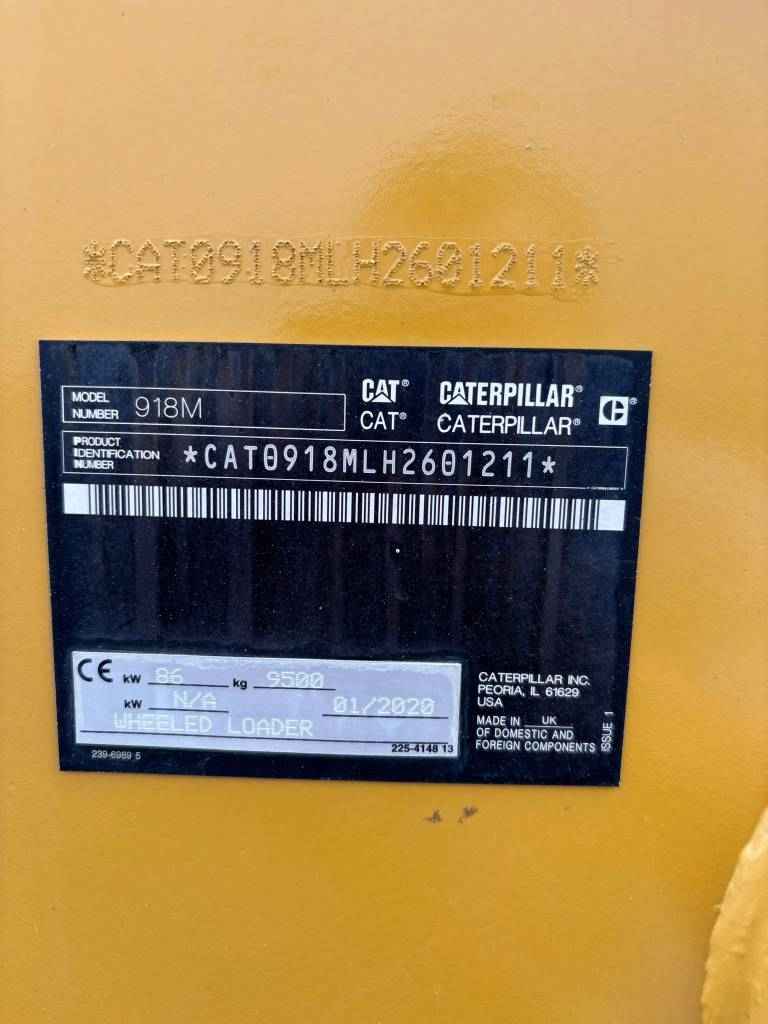 *CAT0918MLH2601211*
MODEL NUMBER 918M
CAT® CATERPILLAR®
CAT® CATERPILLAR®
PRODUCT IDENTIFICATION NUMBER *CAT0918MLH2601211*
CE kW 86 kg 9500
kW N/A 01/2020
WHEELED LOADER
225-4148 13
239-6989 5
CATERPILLAR INC.
PEORIA, IL 61629
USA
MADE IN UK
OF DOMESTIC AND
FOREIGN COMPONENTS
ISSUE 1